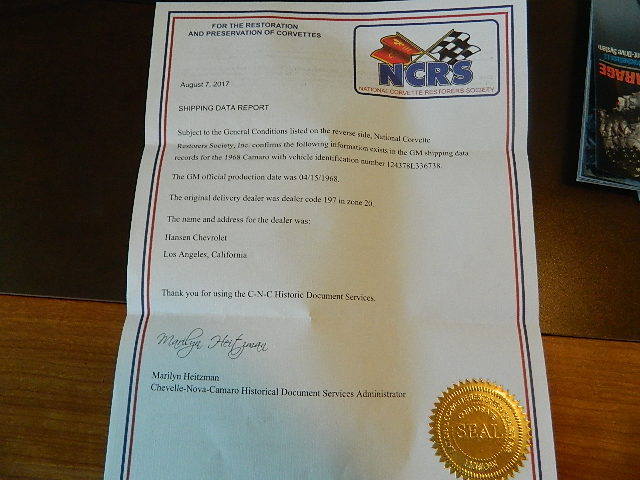 FOR THE RESTORATION
AND PRESERVATION OF CORVETTES
NCRS
NATIONAL CORVETTE RESTORERS SOCIETY
August 7, 2017
SHIPPING DATA REPORT
Subject to the General Conditions listed on the reverse side, National Corvette
Restorers Society, Inc. confirms the following information exists in the GM shipping data
records for the 1968 Camaro with vehicle identification number 124378L336738.
The GM official production date was 04/15/1968.
The original delivery dealer was dealer code 197 in zone 20.
The name and address for the dealer was:
Hansen Chevrolet
Los Angeles, California
Thank you for using the C-N-C Historic Document Services.
Marilyn Heitzman
Marilyn Heitzman
Chevelle-Nova-Camaro Historical Document Services Administrator
SEAL
ARAGE